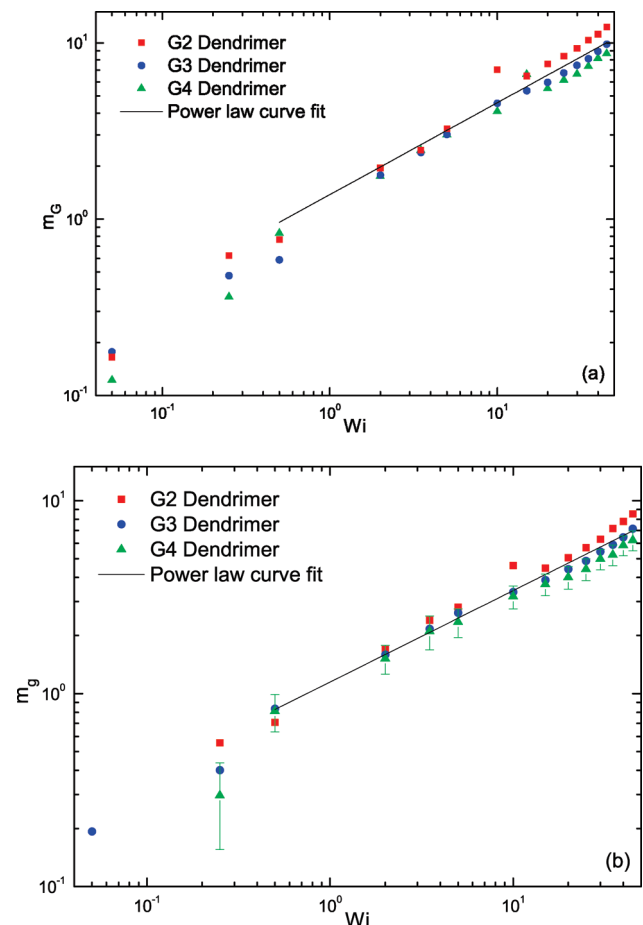 10^1
G2 Dendrimer
G3 Dendrimer
G4 Dendrimer
Power law curve fit
m_G
10^0
10^-1
(a)
10^-1
10^0
10^1
Wi
10^1
G2 Dendrimer
G3 Dendrimer
G4 Dendrimer
Power law curve fit
m_g
10^0
10^-1
(b)
10^-1
10^0
10^1
Wi